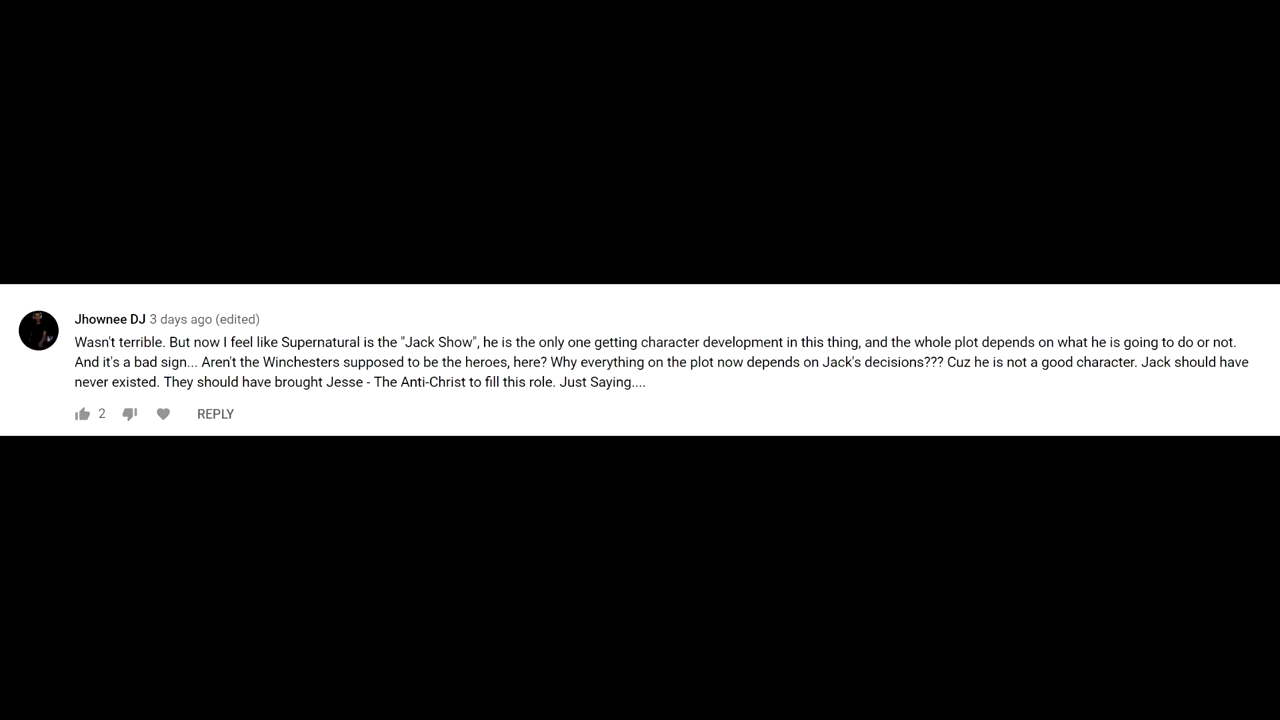 Jhownee DJ 3 days ago (edited)
Wasn't terrible. But now I feel like Supernatural is the "Jack Show", he is the only one getting character development in this thing, and the whole plot depends on what he is going to do or not.
And it's a bad sign... Aren't the Winchesters supposed to be the heroes, here? Why everything on the plot now depends on Jack's decisions??? Cuz he is not a good character. Jack should have
never existed. They should have brought Jesse - The Anti-Christ to fill this role. Just Saying....
2 REPLY